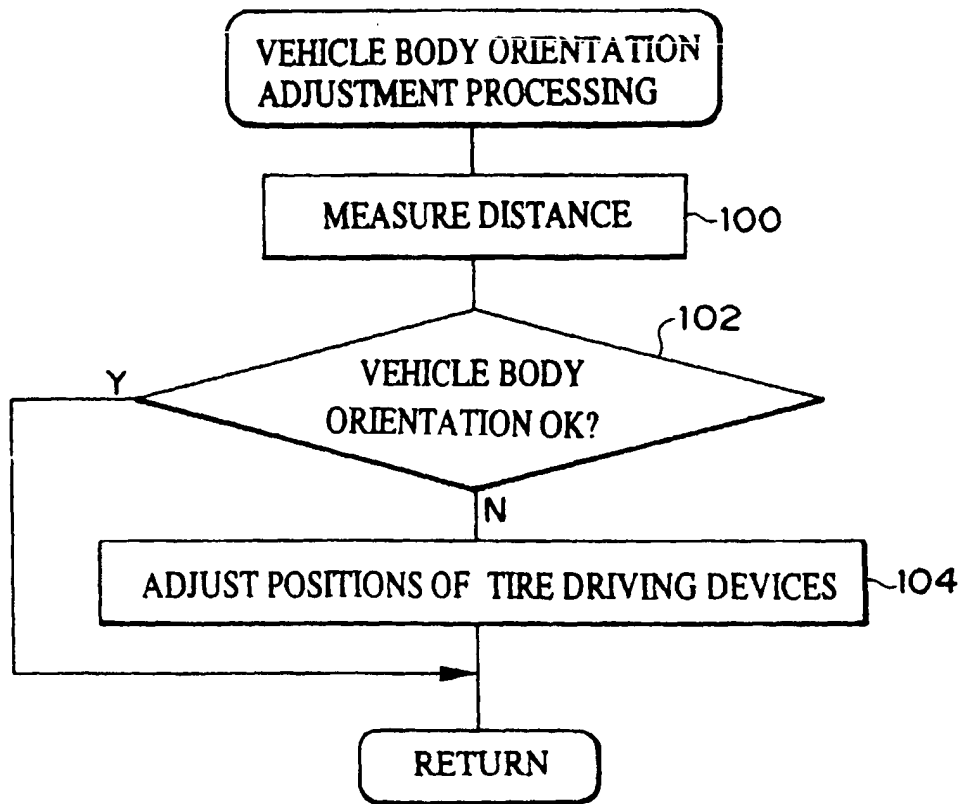 VEHICLE BODY ORIENTATION
ADJUSTMENT PROCESSING
MEASURE DISTANCE
100
102
VEHICLE BODY
ORIENTATION OK?
Y
N
ADJUST POSITIONS OF TIRE DRIVING DEVICES
104
RETURN